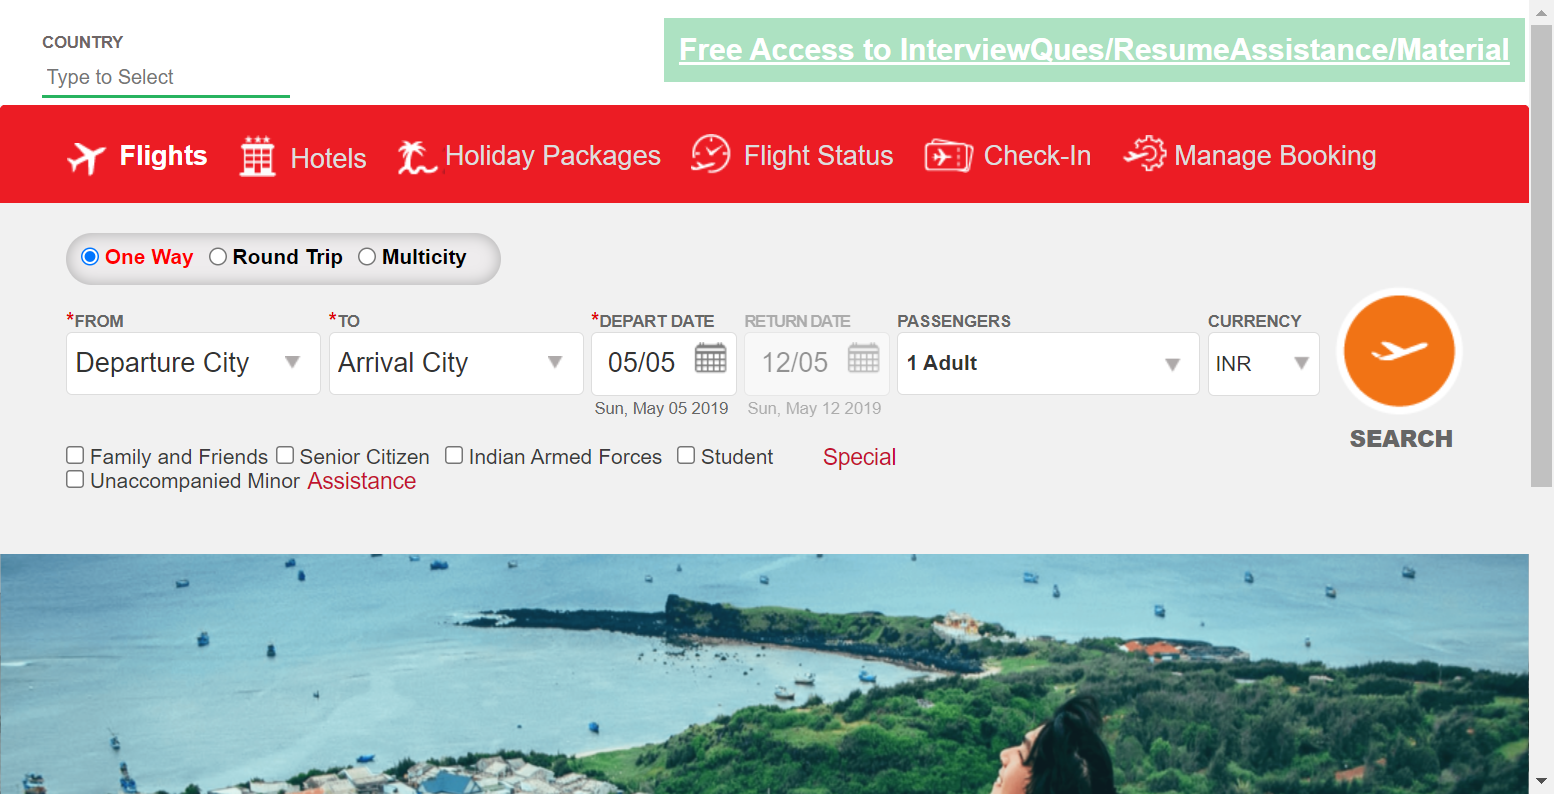 COUNTRY
Type to Select
Free Access to InterviewQues/ResumeAssistance/Material
Flights Hotels Holiday Packages Flight Status Check-In Manage Booking
One Way Round Trip Multicity
*FROM *TO *DEPART DATE RETURN DATE PASSENGERS CURRENCY
Departure City Arrival City 05/05 12/05 1 Adult INR
Sun, May 05 2019 Sun, May 12 2019
SEARCH
Family and Friends Senior Citizen Indian Armed Forces Student Special
Unaccompanied Minor Assistance